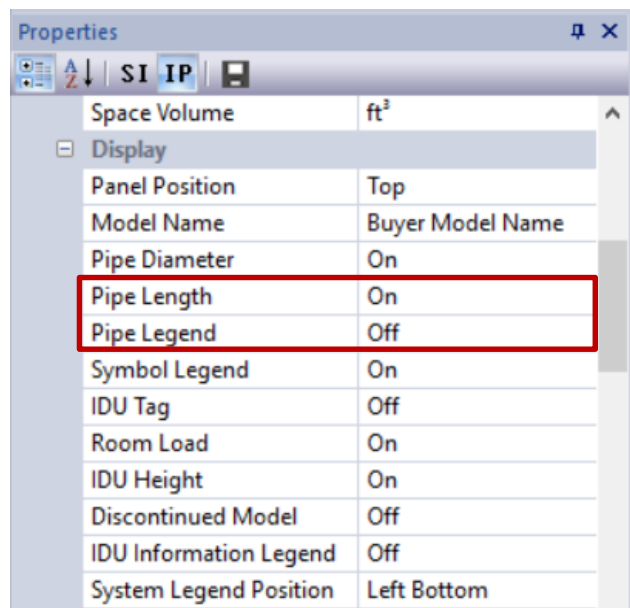 Properties
A Z SI IP
Space Volume ft³
Display
Panel Position Top
Model Name Buyer Model Name
Pipe Diameter On
Pipe Length On
Pipe Legend Off
Symbol Legend On
IDU Tag Off
Room Load On
IDU Height On
Discontinued Model Off
IDU Information Legend Off
System Legend Position Left Bottom